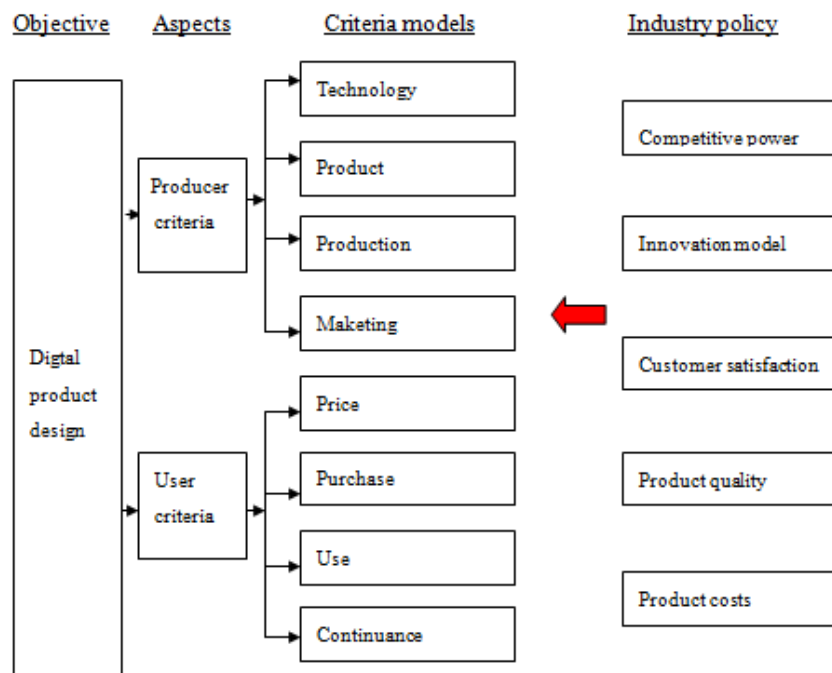 Objective
Aspects
Criteria models
Industry policy
Technology
Competitive power
Product
Producer
criteria
Production
Innovation model
Maketing
Digtal
product
design
Customer satisfaction
Price
User
criteria
Purchase
Product quality
Use
Product costs
Continuance